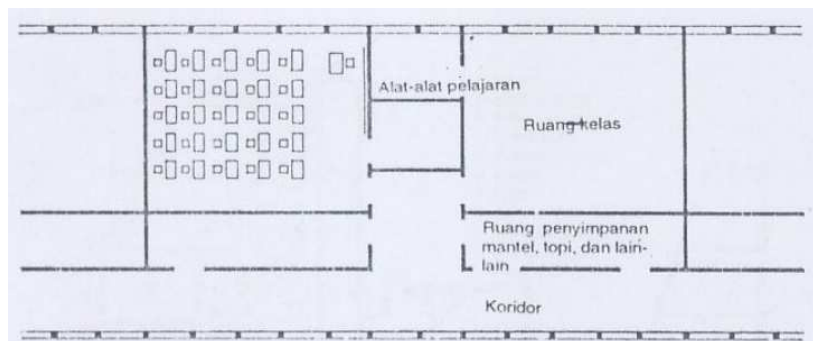 Alat-alat pelajaran
Ruang kelas
Ruang penyimpanan
mantel, topi, dan lain-
lain
Koridor